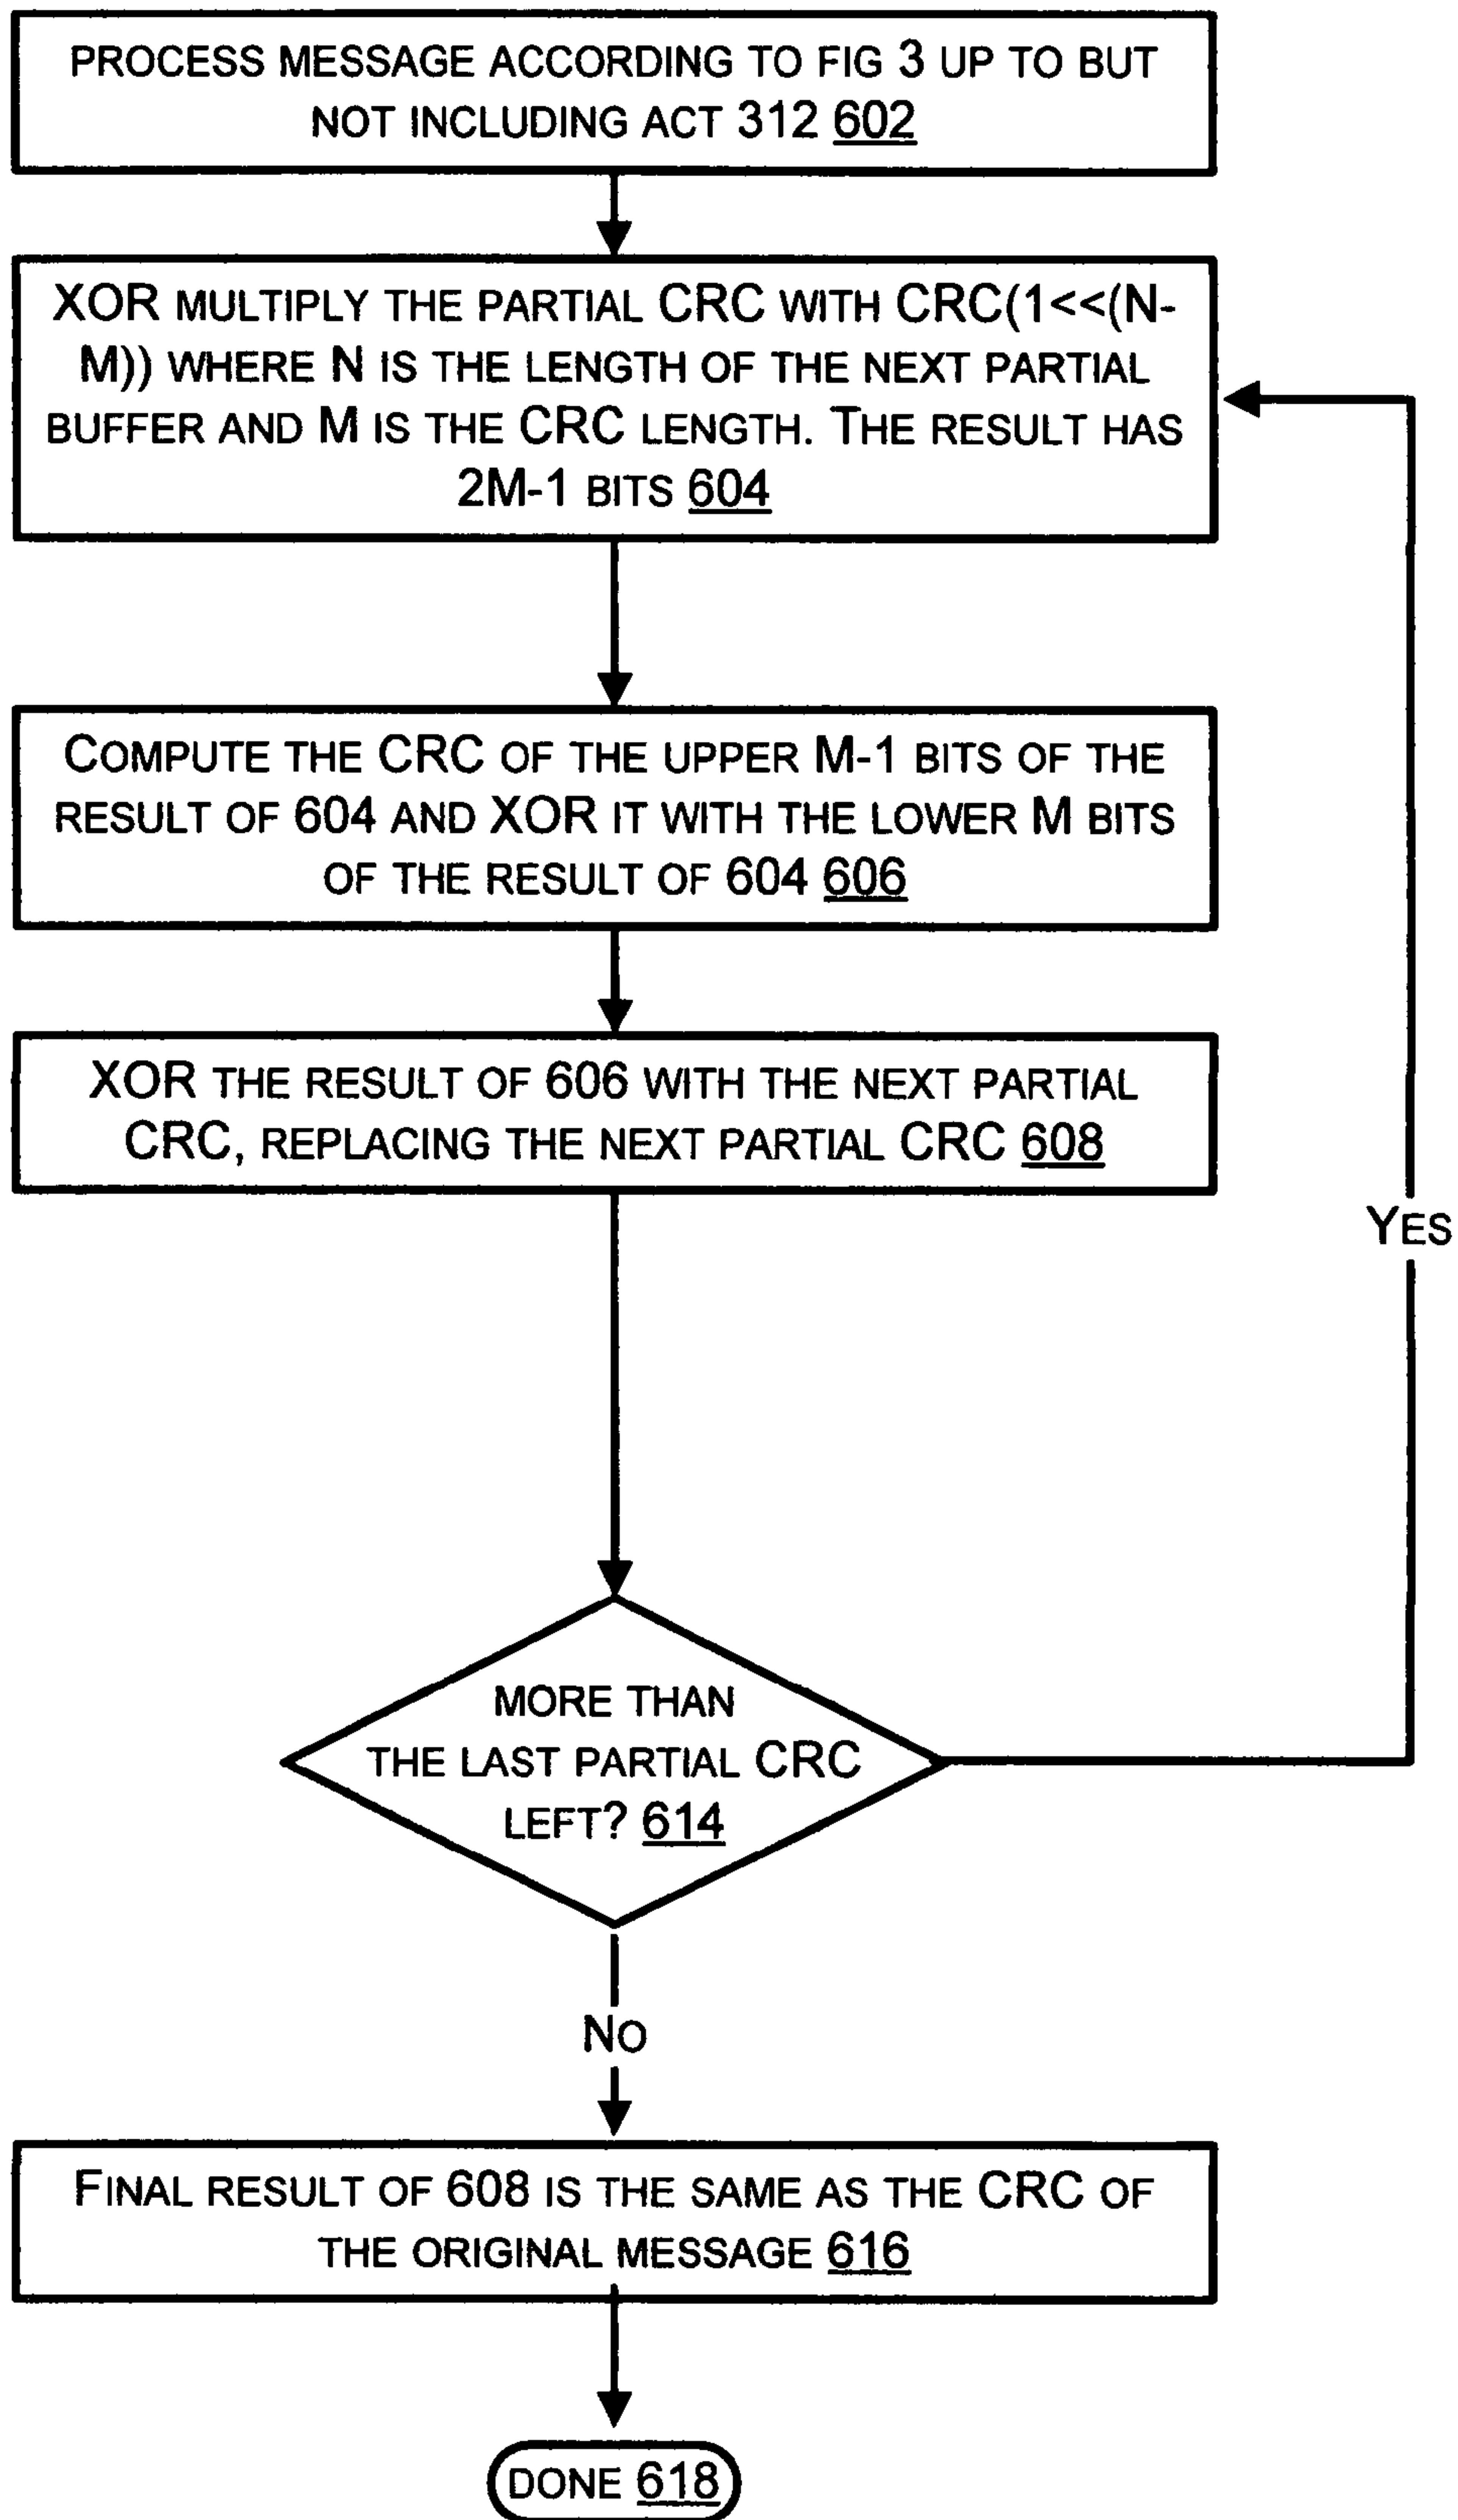 PROCESS MESSAGE ACCORDING TO FIG 3 UP TO BUT
NOT INCLUDING ACT 312 602
XOR MULTIPLY THE PARTIAL CRC WITH CRC(1<<(N-
M)) WHERE N IS THE LENGTH OF THE NEXT PARTIAL
BUFFER AND M IS THE CRC LENGTH. THE RESULT HAS
2M-1 BITS 604
COMPUTE THE CRC OF THE UPPER M-1 BITS OF THE
RESULT OF 604 AND XOR IT WITH THE LOWER M BITS
OF THE RESULT OF 604 606
XOR THE RESULT OF 606 WITH THE NEXT PARTIAL
CRC, REPLACING THE NEXT PARTIAL CRC 608
YES
MORE THAN
THE LAST PARTIAL CRC
LEFT? 614
NO
FINAL RESULT OF 608 IS THE SAME AS THE CRC OF
THE ORIGINAL MESSAGE 616
DONE 618